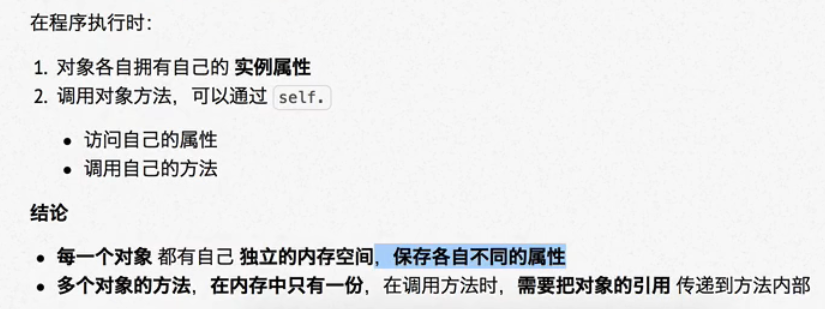 在程序执行时：
1. 对象各自拥有自己的 实例属性
2. 调用对象方法，可以通过 self.
• 访问自己的属性
• 调用自己的方法
结论
• 每一个对象 都有自己 独立的内存空间，保存各自不同的属性
• 多个对象的方法，在内存中只有一份，在调用方法时，需要把对象的引用 传递到方法内部